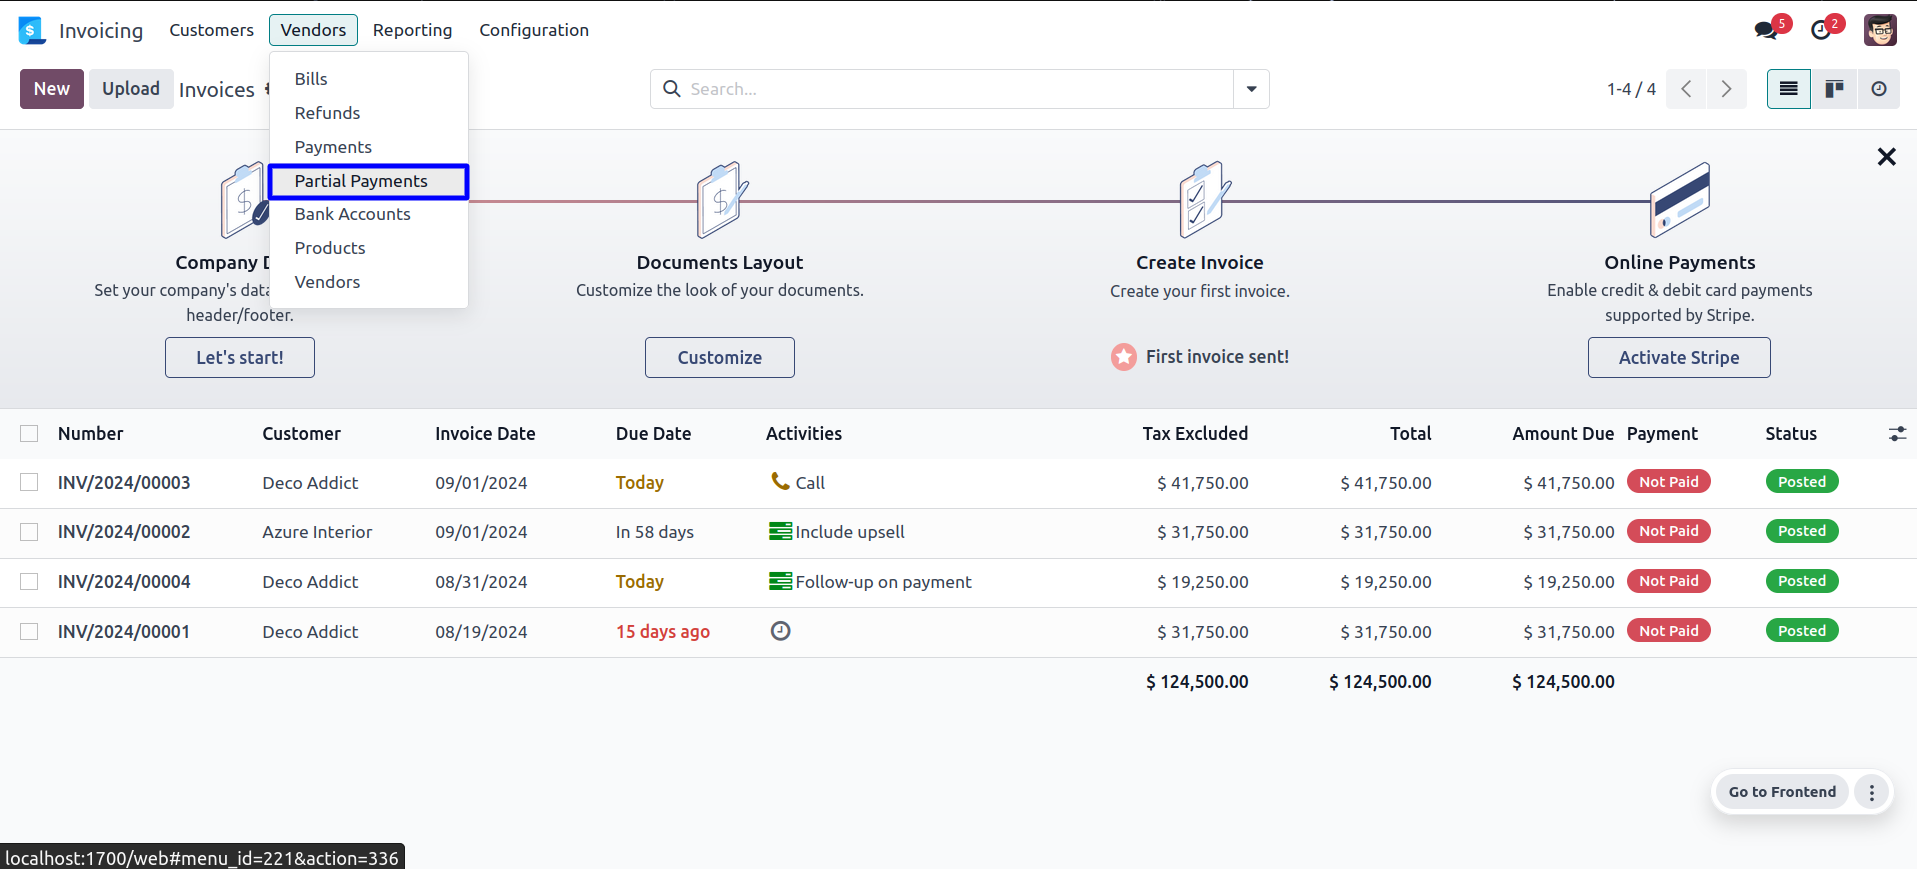 Invoicing Customers Vendors Reporting Configuration 5 2
New Upload Invoices Search... 1-4 / 4
Bills
Refunds
Payments
Partial Payments
Bank Accounts
Products
Vendors
Company
Set your company's data
header/footer.
Let's start!
Documents Layout
Customize the look of your documents.
Customize
Create Invoice
Create your first invoice.
First invoice sent!
Online Payments
Enable credit & debit card payments
supported by Stripe.
Activate Stripe
Number Customer Invoice Date Due Date Activities Tax Excluded Total Amount Due Payment Status
INV/2024/00003 Deco Addict 09/01/2024 Today Call $ 41,750.00 $ 41,750.00 $ 41,750.00 Not Paid Posted
INV/2024/00002 Azure Interior 09/01/2024 In 58 days Include upsell $ 31,750.00 $ 31,750.00 $ 31,750.00 Not Paid Posted
INV/2024/00004 Deco Addict 08/31/2024 Today Follow-up on payment $ 19,250.00 $ 19,250.00 $ 19,250.00 Not Paid Posted
INV/2024/00001 Deco Addict 08/19/2024 15 days ago $ 31,750.00 $ 31,750.00 $ 31,750.00 Not Paid Posted
$ 124,500.00 $ 124,500.00 $ 124,500.00
Go to Frontend
localhost:1700/web#menu_id=221&action=336